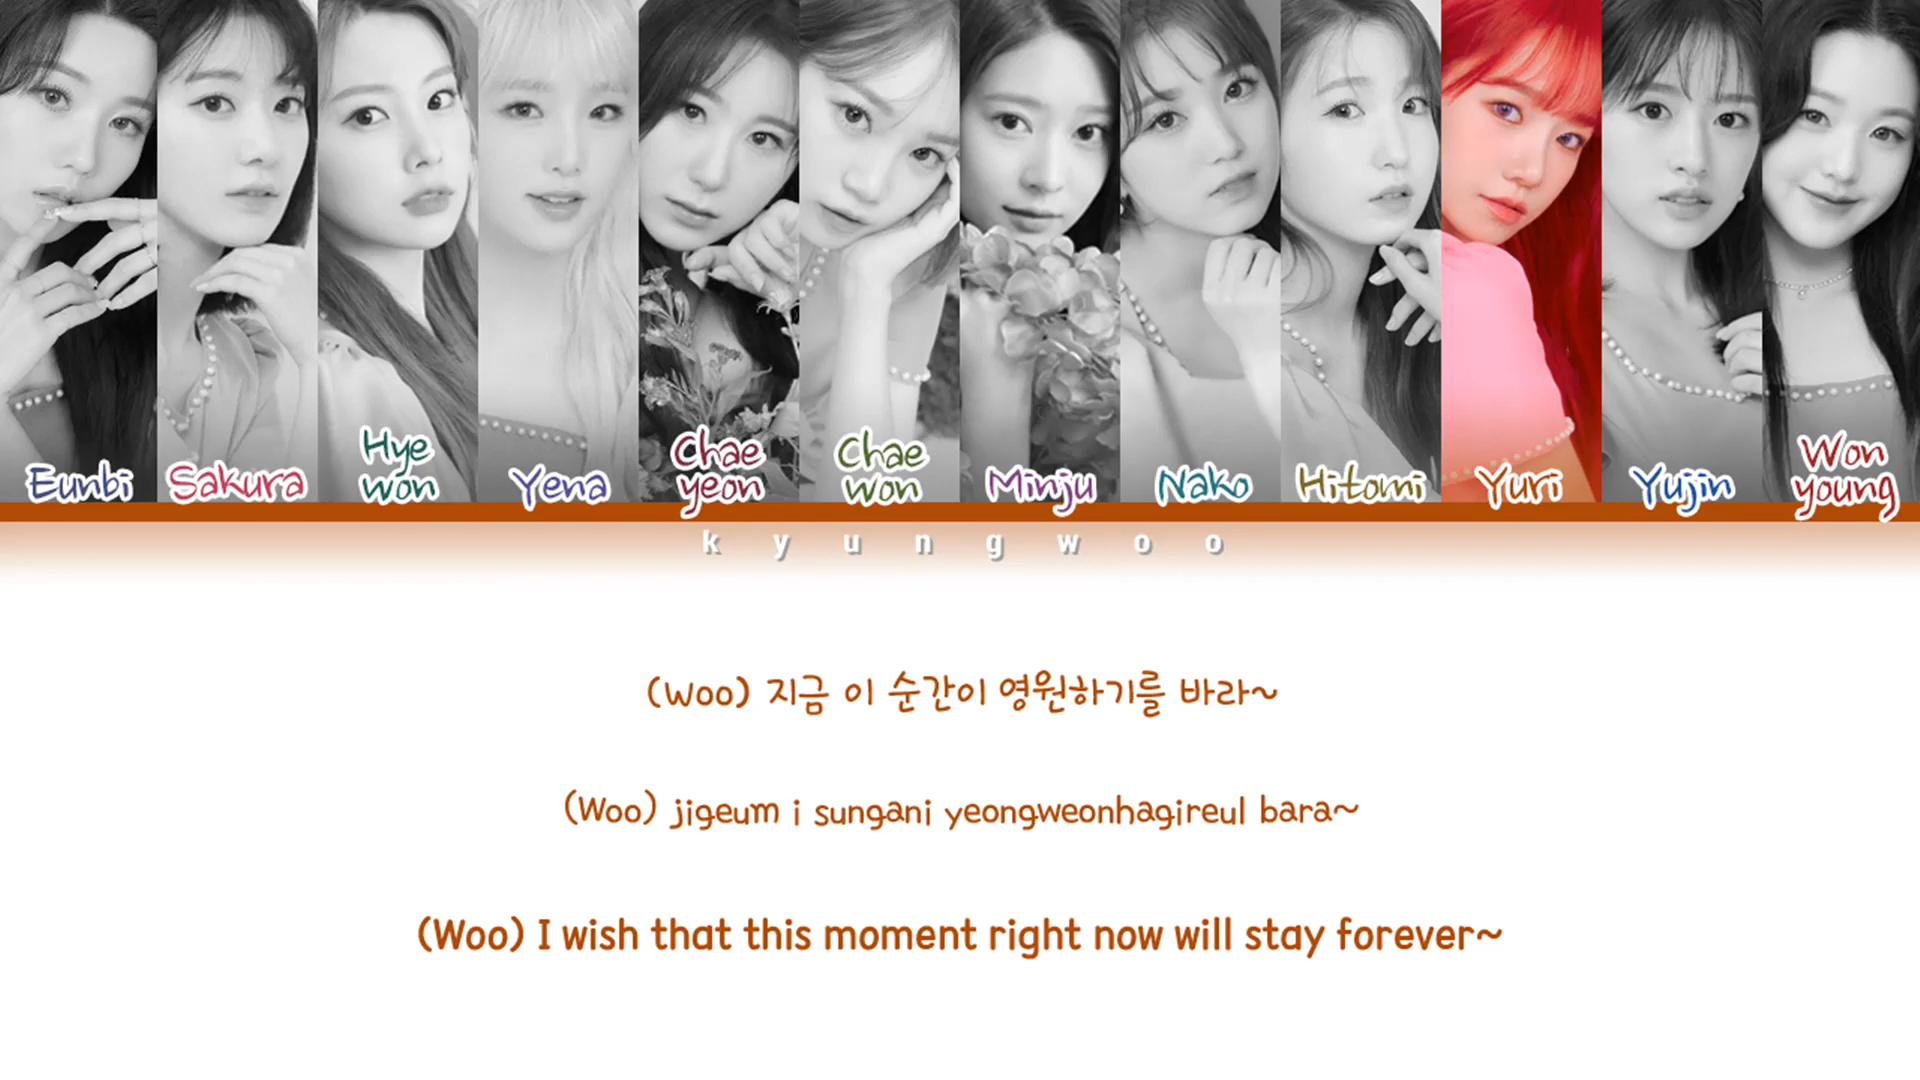 Eunbi
Sakura
Hye
won
Yena
Chae
yeon
Chae
won
Minju
Nako
Hitomi
Yuri
Yujin
Won
young
kyungwoo
(Woo) 지금 이 순간이 영원하기를 바라~
(Woo) jigeum i sungani yeongweonhagireul bara~
(Woo) I wish that this moment right now will stay forever~